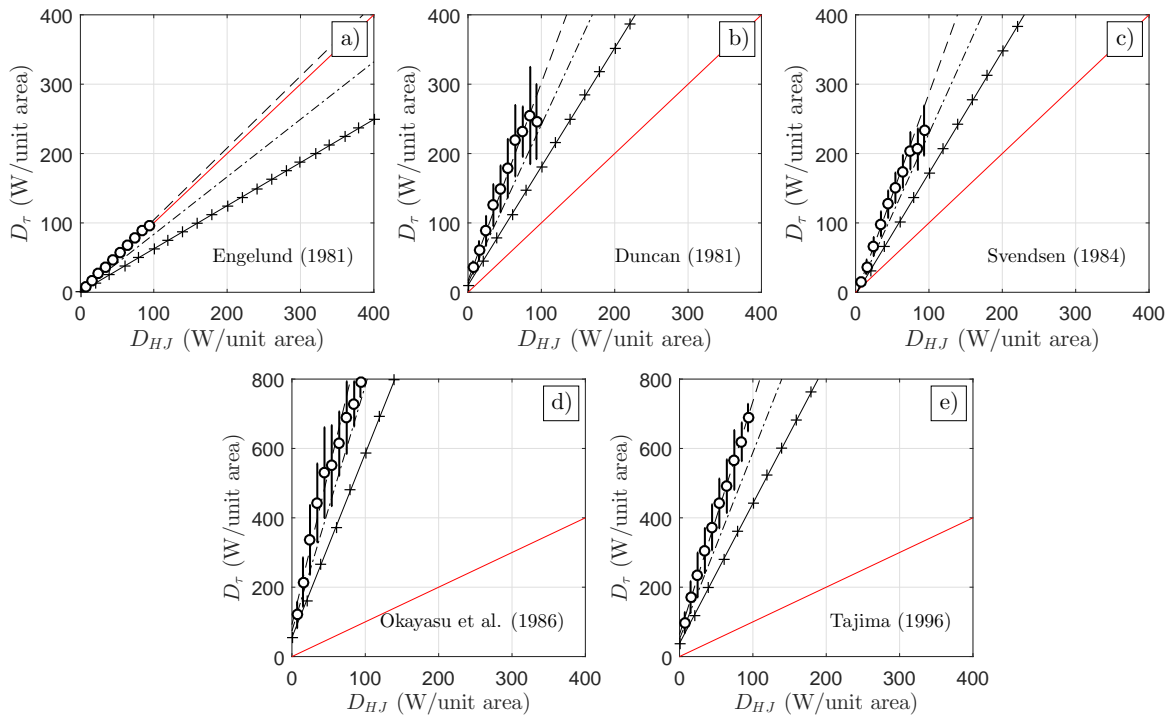 400
300
200
100
0
D_τ (W/unit area)
a)
Engelund (1981)
0 100 200 300 400
D_HJ (W/unit area)
400
300
200
100
0
D_τ (W/unit area)
b)
Duncan (1981)
0 100 200 300 400
D_HJ (W/unit area)
400
300
200
100
0
D_τ (W/unit area)
c)
Svendsen (1984)
0 100 200 300 400
D_HJ (W/unit area)
800
600
400
200
0
D_τ (W/unit area)
d)
Okayasu et al. (1986)
0 100 200 300 400
D_HJ (W/unit area)
800
600
400
200
0
D_τ (W/unit area)
e)
Tajima (1996)
0 100 200 300 400
D_HJ (W/unit area)